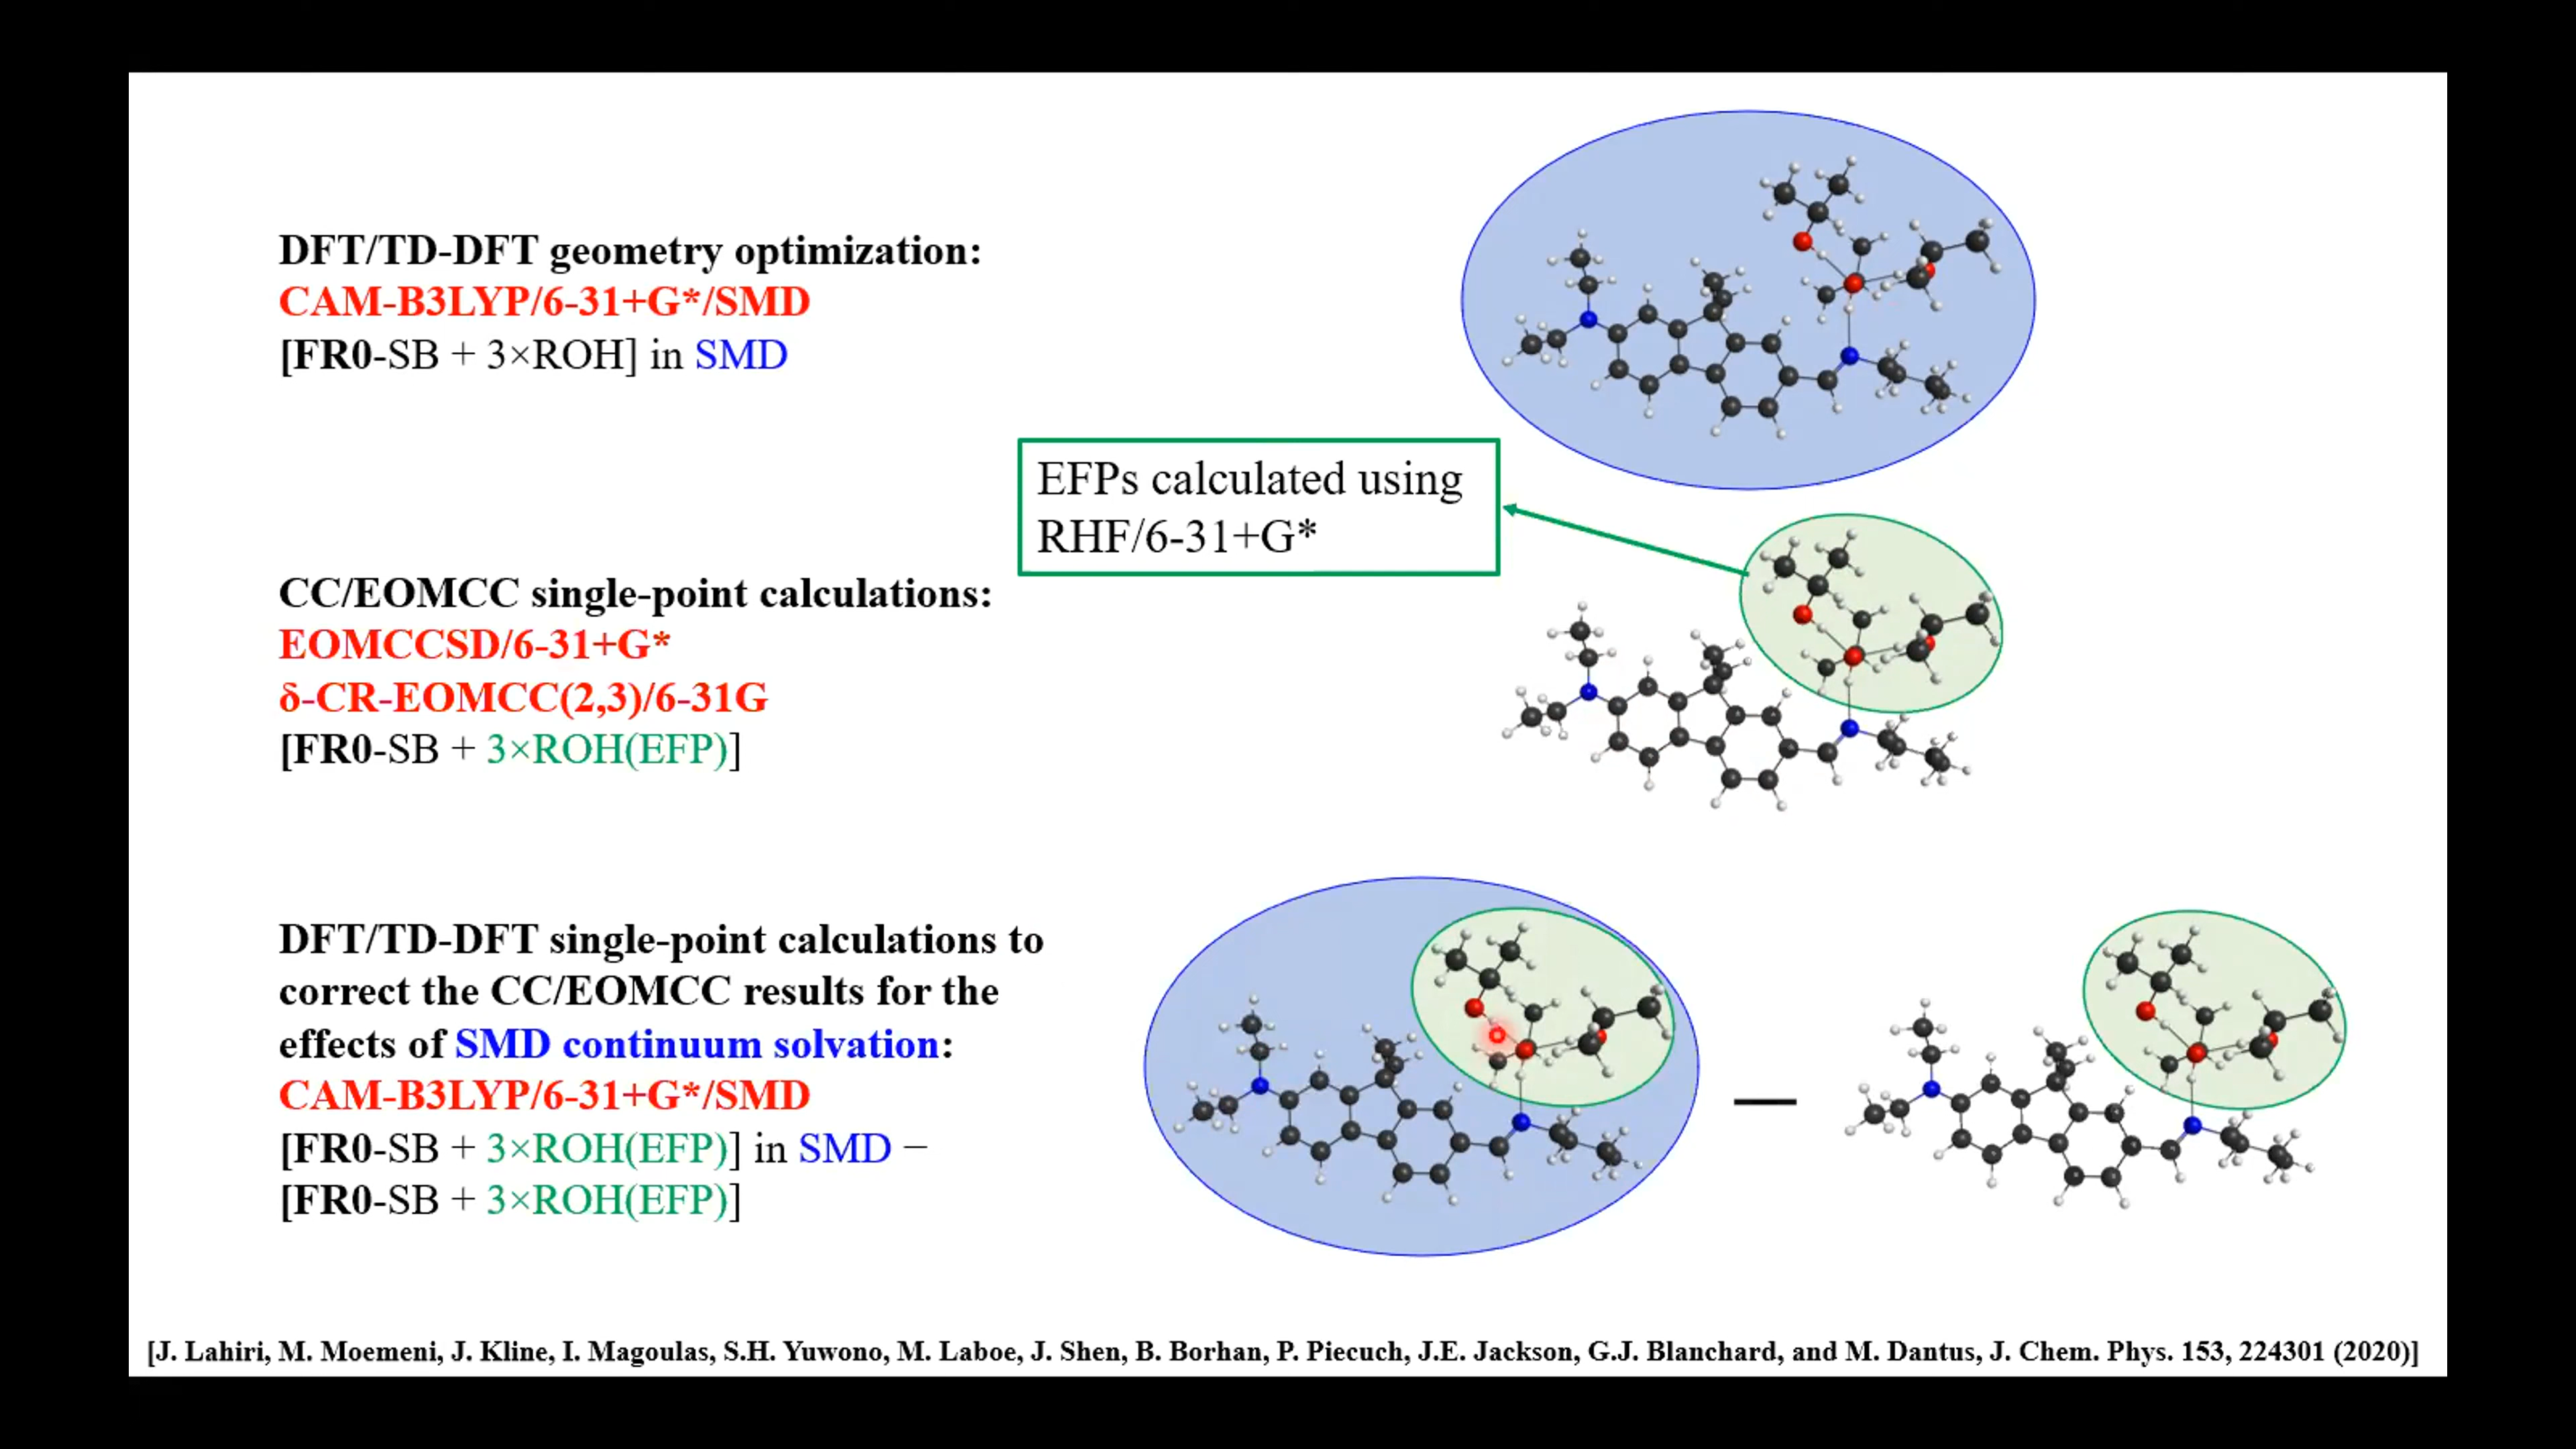 DFT/TD-DFT geometry optimization:
CAM-B3LYP/6-31+G*/SMD
[FR0-SB + 3×ROH] in SMD
EFPs calculated using
RHF/6-31+G*
CC/EOMCC single-point calculations:
EOMCCSD/6-31+G*
δ-CR-EOMCC(2,3)/6-31G
[FR0-SB + 3×ROH(EFP)]
DFT/TD-DFT single-point calculations to
correct the CC/EOMCC results for the
effects of SMD continuum solvation:
CAM-B3LYP/6-31+G*/SMD
[FR0-SB + 3×ROH(EFP)] in SMD −
[FR0-SB + 3×ROH(EFP)]
[J. Lahiri, M. Moemeni, J. Kline, I. Magoulas, S.H. Yuwono, M. Laboe, J. Shen, B. Borhan, P. Piecuch, J.E. Jackson, G.J. Blanchard, and M. Dantus, J. Chem. Phys. 153, 224301 (2020)]